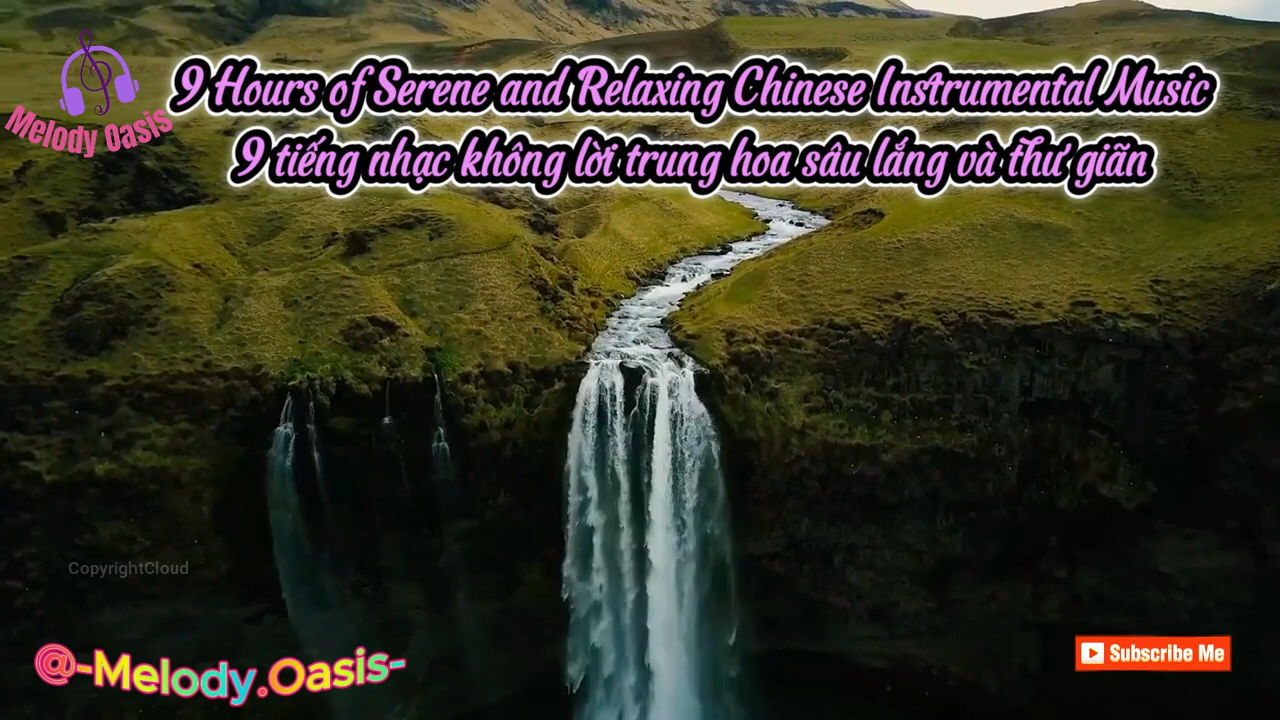 9 Hours of Serene and Relaxing Chinese Instrumental Music
Melody Oasis
9 tiếng nhạc không lời trung hoa sâu lắng và thư giãn
CopyrightCloud
@-Melody.Oasis-
Subscribe Me